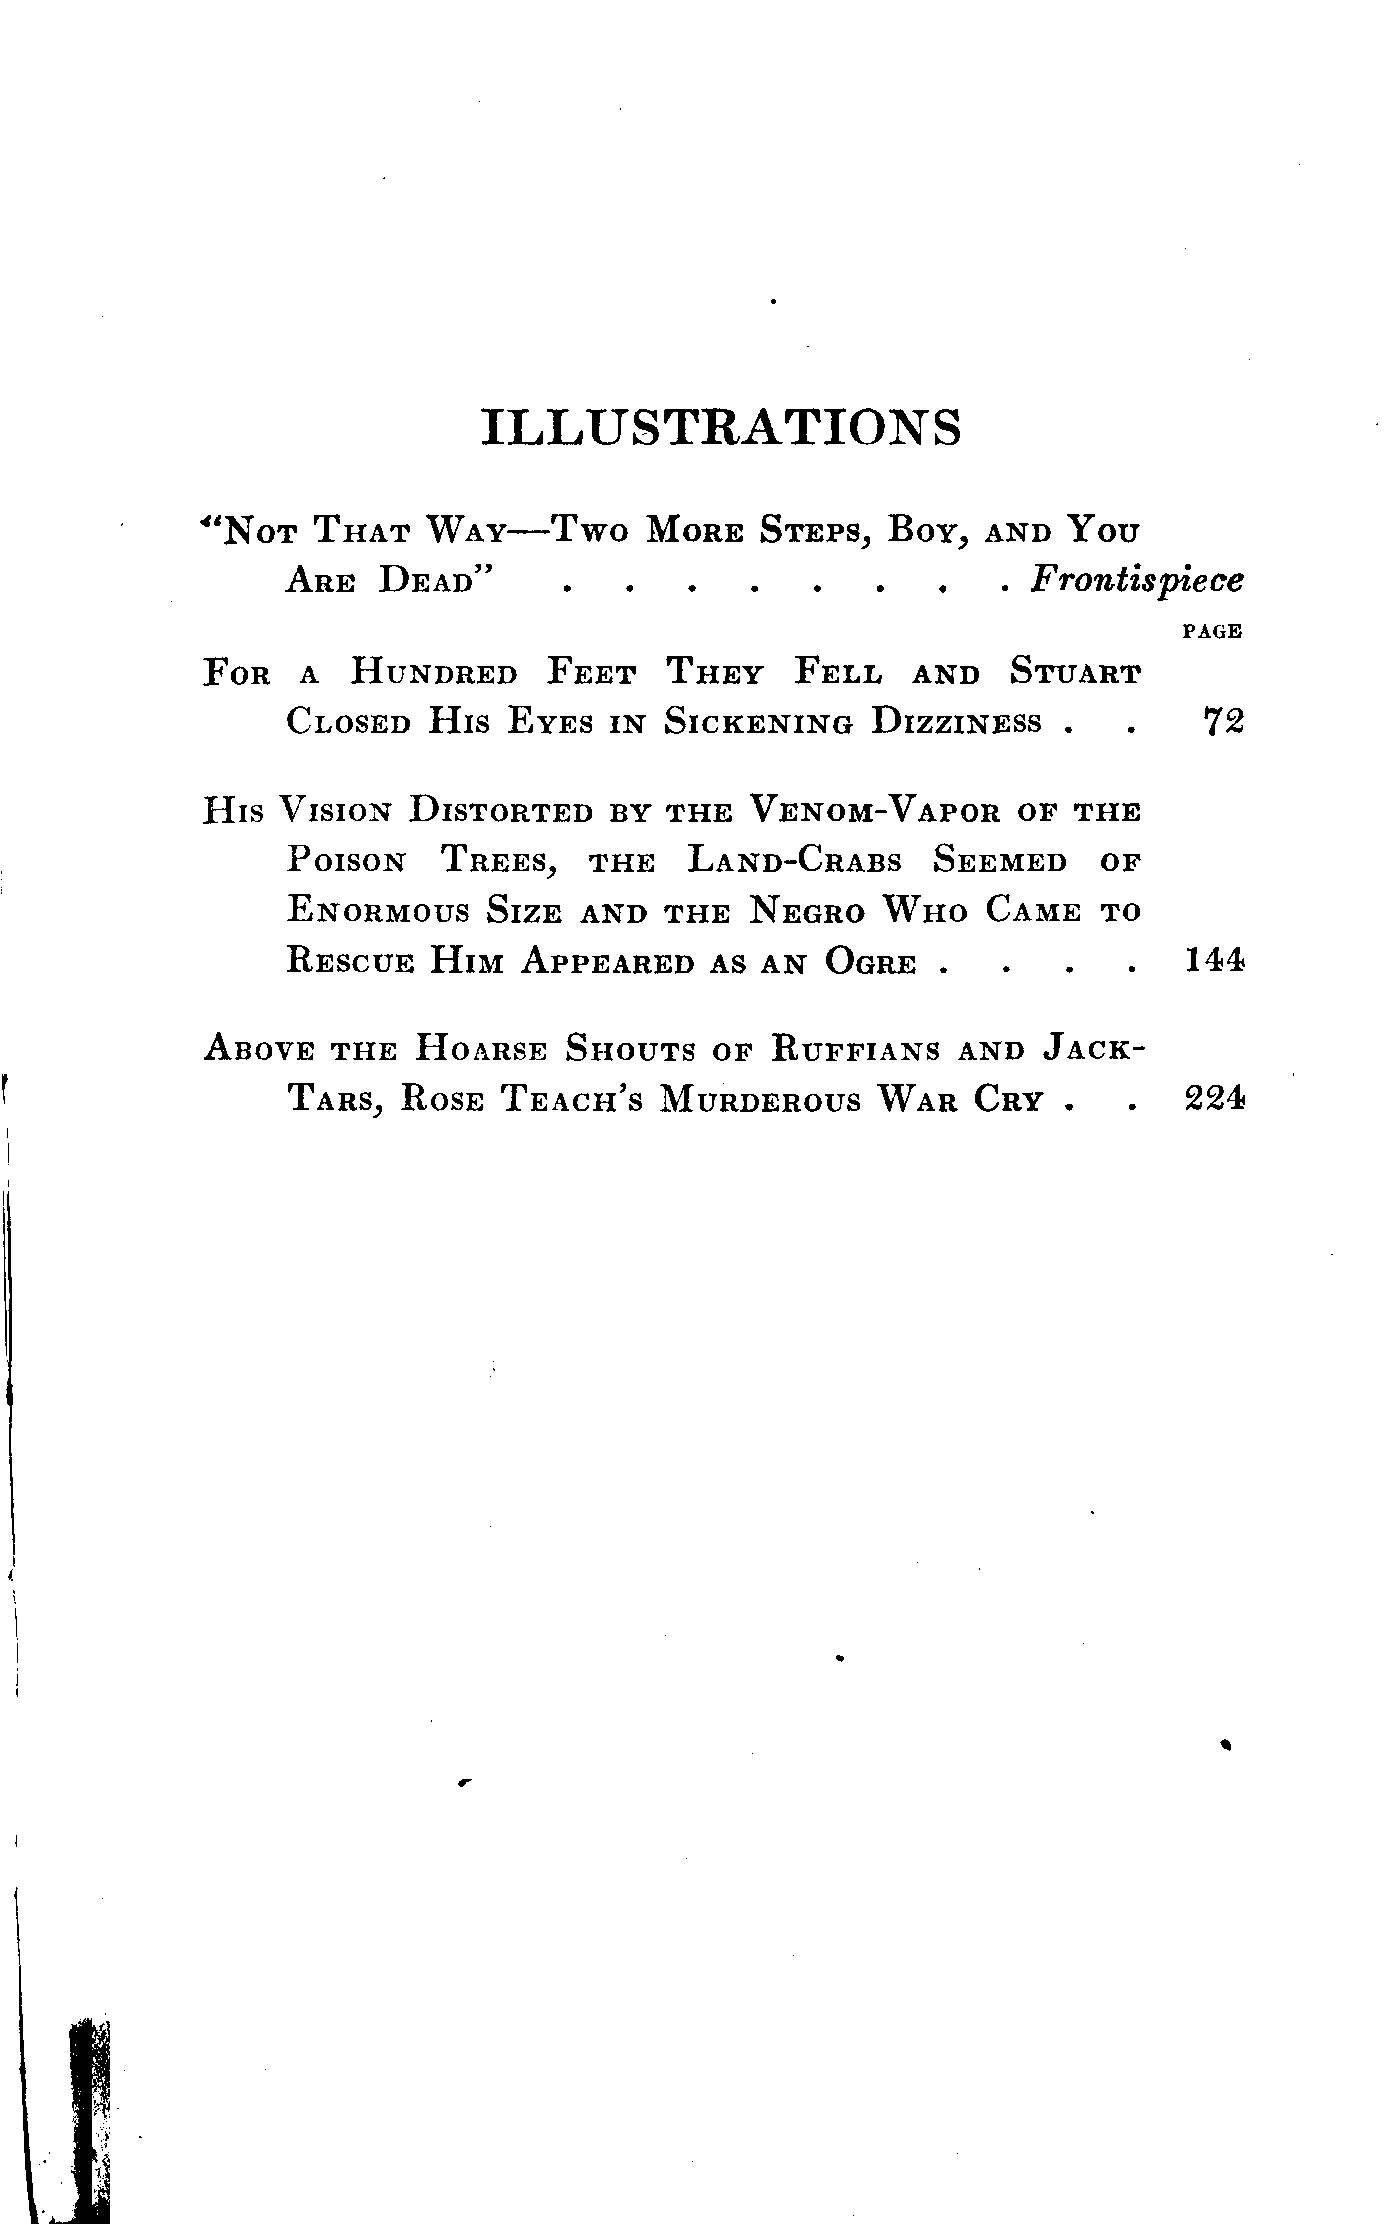 ILLUSTRATIONS
"Not That Way—Two More Steps, Boy, and You
Are Dead" . . . . . . . . Frontispiece
PAGE
For a Hundred Feet They Fell and Stuart
Closed His Eyes in Sickening Dizziness . . 72
His Vision Distorted by the Venom-Vapor of the
Poison Trees, the Land-Crabs Seemed of
Enormous Size and the Negro Who Came to
Rescue Him Appeared as an Ogre . . . . 144
Above the Hoarse Shouts of Ruffians and Jack-
Tars, Rose Teach's Murderous War Cry . . 224